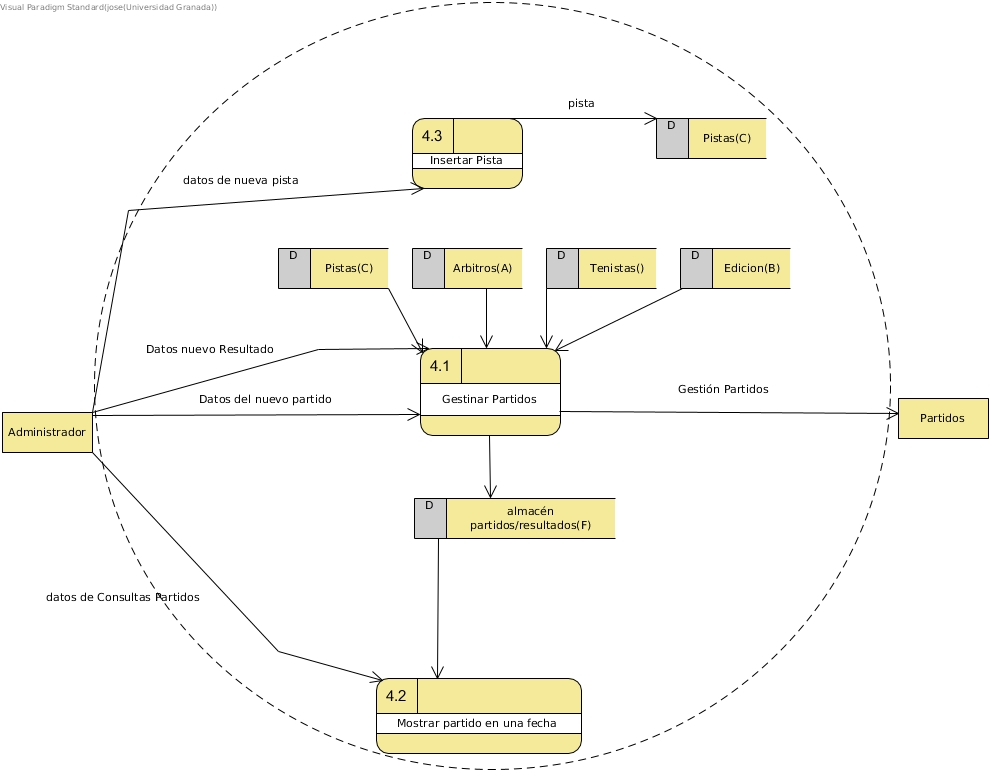 Visual Paradigm Standard(jose(Universidad Granada))
pista
4.3
D
Pistas(C)
Insertar Pista
datos de nueva pista
D
Pistas(C)
D
Arbitros(A)
D
Tenistas()
D
Edicion(B)
Datos nuevo Resultado
4.1
Gestinar Partidos
Datos del nuevo partido
Gestión Partidos
Administrador
Partidos
D
almacén
partidos/resultados(F)
datos de Consultas Partidos
4.2
Mostrar partido en una fecha